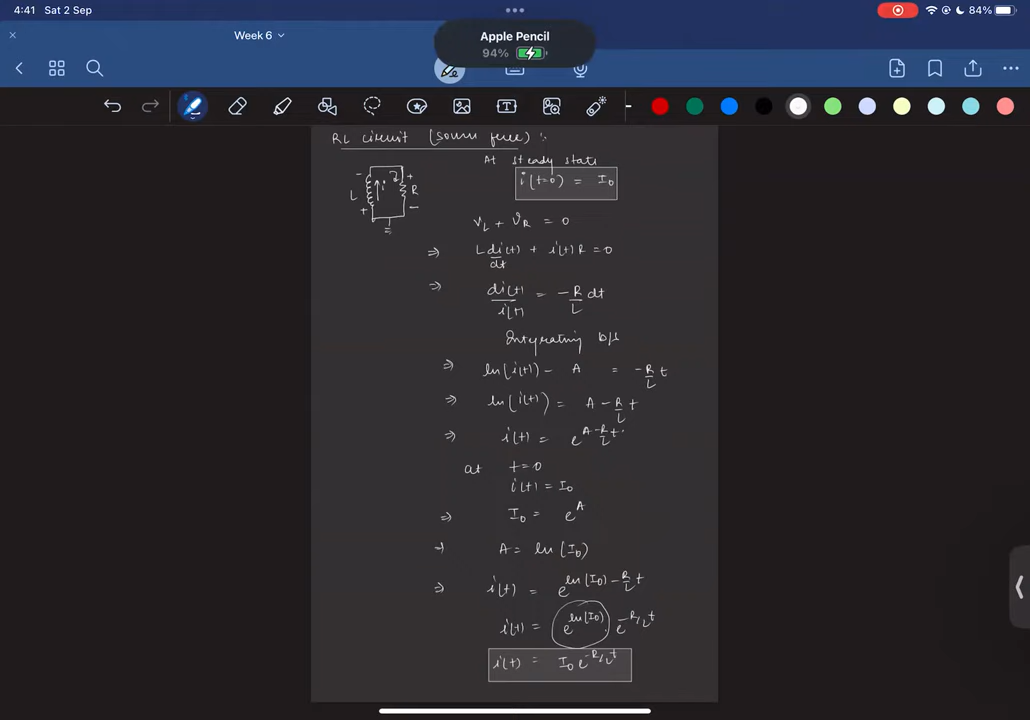 4:41 Sat 2 Sep
84%
Week 6
Apple Pencil
94%
T
RL circuit (source free) :
At steady state
i(t=0) = I₀
L i R
- + + -
v_L + v_R = 0
⇒ L di(t)/dt + i(t) R = 0
⇒ di(t)/i(t) = -R/L dt
Integrating b/s
⇒ ln(i(t)) - A = -R/L t
⇒ ln(i(t)) = A - R/L t
⇒ i(t) = e^(A - R/L t)
at t=0
i(t) = I₀
⇒ I₀ = e^A
→ A = ln(I₀)
⇒ i(t) = e^(ln(I₀) - R/L t)
i(t) = e^(ln(I₀)) . e^(-R/L t)
i(t) = I₀ e^(-R/L t)